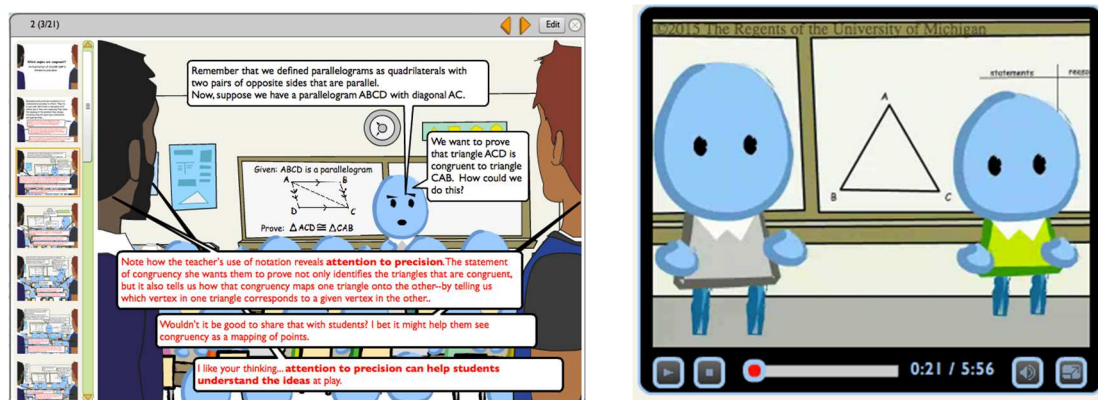 2 (3/21)
Edit
Remember that we defined parallelograms as quadrilaterals with
two pairs of opposite sides that are parallel.
Now, suppose we have a parallelogram ABCD with diagonal AC.
We want to prove
that triangle ACD is
congruent to triangle
CAB. How could we
do this?
Given: ABCD is a parallelogram
A B
D C
Prove: △ACD≅△CAB
Note how the teacher's use of notation reveals attention to precision.The statement
of congruency she wants them to prove not only identifies the triangles that are congruent,
but it also tells us how that congruency maps one triangle onto the other--by telling us
which vertex in one triangle corresponds to a given vertex in the other..
Wouldn't it be good to share that with students? I bet it might help them see
congruency as a mapping of points.
I like your thinking... attention to precision can help students
understand the ideas at play.
©2015 The Regents of the University of Michigan
statements reaso
A
B C
0:21 / 5:56